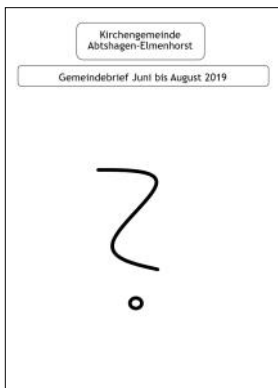 Kirchengemeinde
Abtshagen-Elmenhorst
Gemeindebrief Juni bis August 2019
?